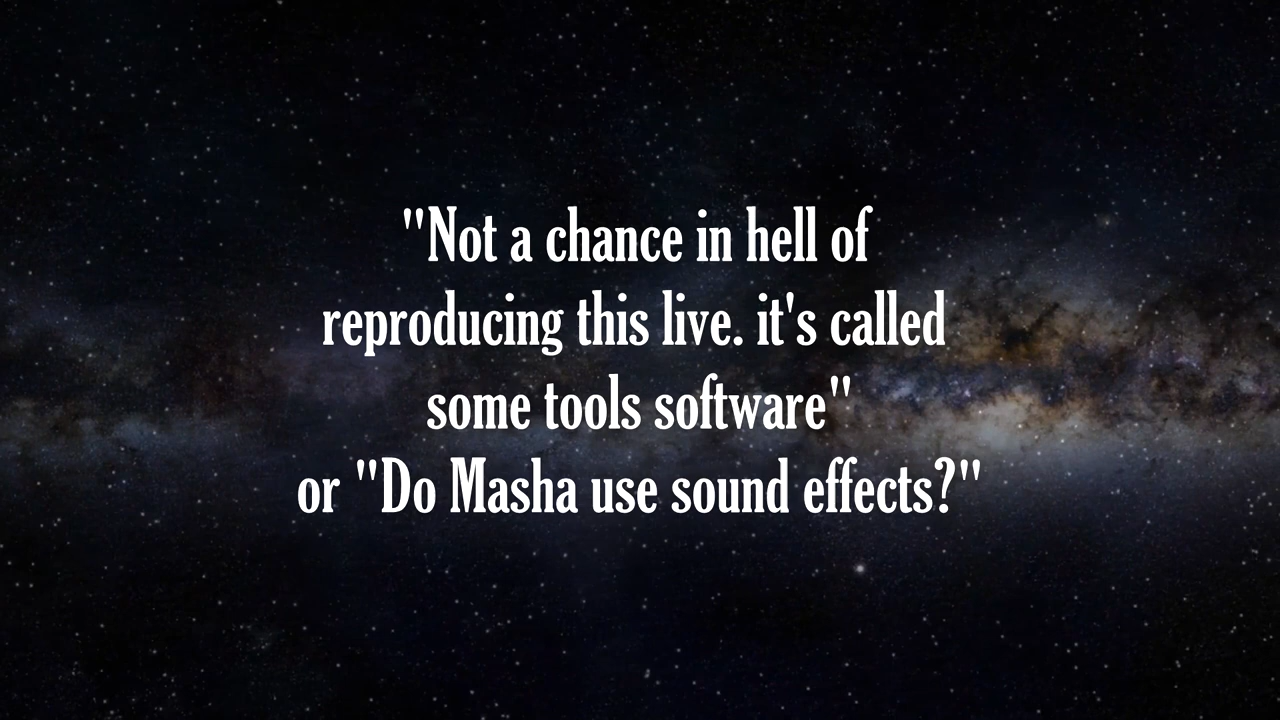 "Not a chance in hell of
reproducing this live. it's called
some tools software"
or "Do Masha use sound effects?"